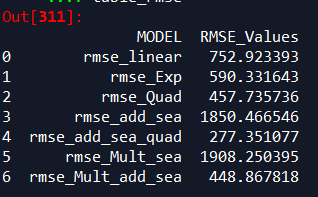 table_rmse
Out[311]:
MODEL RMSE_Values
0 rmse_linear 752.923393
1 rmse_Exp 590.331643
2 rmse_Quad 457.735736
3 rmse_add_sea 1850.466546
4 rmse_add_sea_quad 277.351077
5 rmse_Mult_sea 1908.250395
6 rmse_Mult_add_sea 448.867818